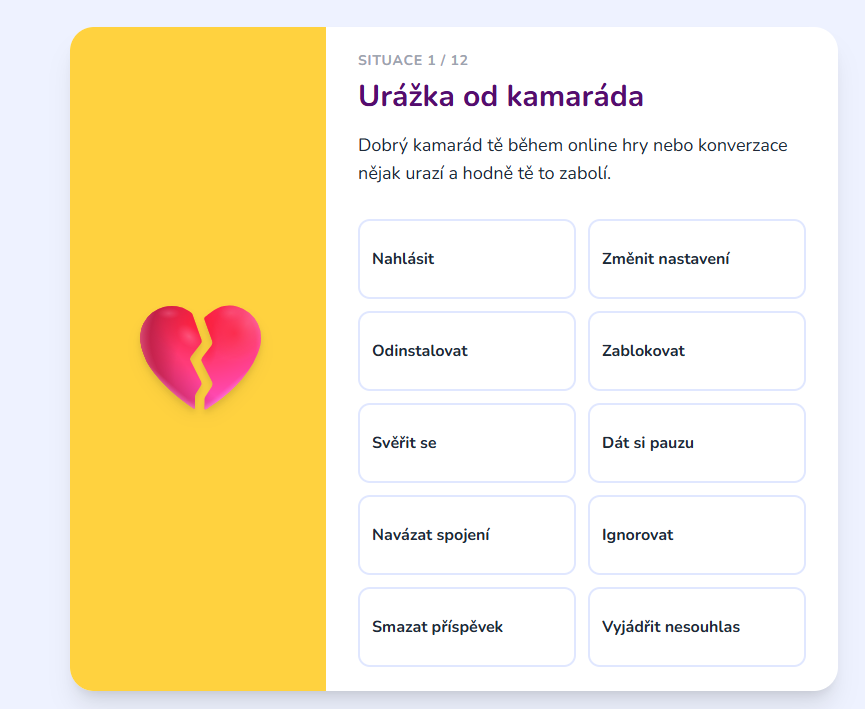 SITUACE 1 / 12
Urážka od kamaráda
Dobrý kamarád tě během online hry nebo konverzace
nějak urazí a hodně tě to zabolí.
Nahlásit
Změnit nastavení
Odinstalovat
Zablokovat
Svěřit se
Dát si pauzu
Navázat spojení
Ignorovat
Smazat příspěvek
Vyjádřit nesouhlas